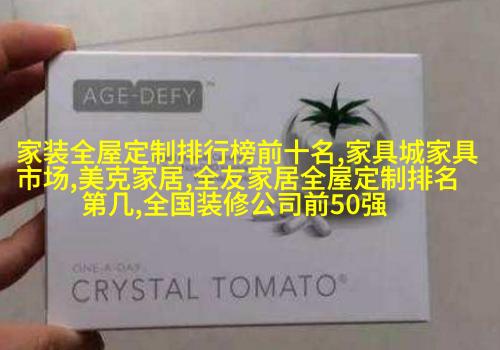 AGE-DEFY™
家装全屋定制排行榜前十名,家具城家具
市场,美克家居,全友家居全屋定制排名
第几,全国装修公司前50强
ONE-A-DAY
CRYSTAL TOMATO®